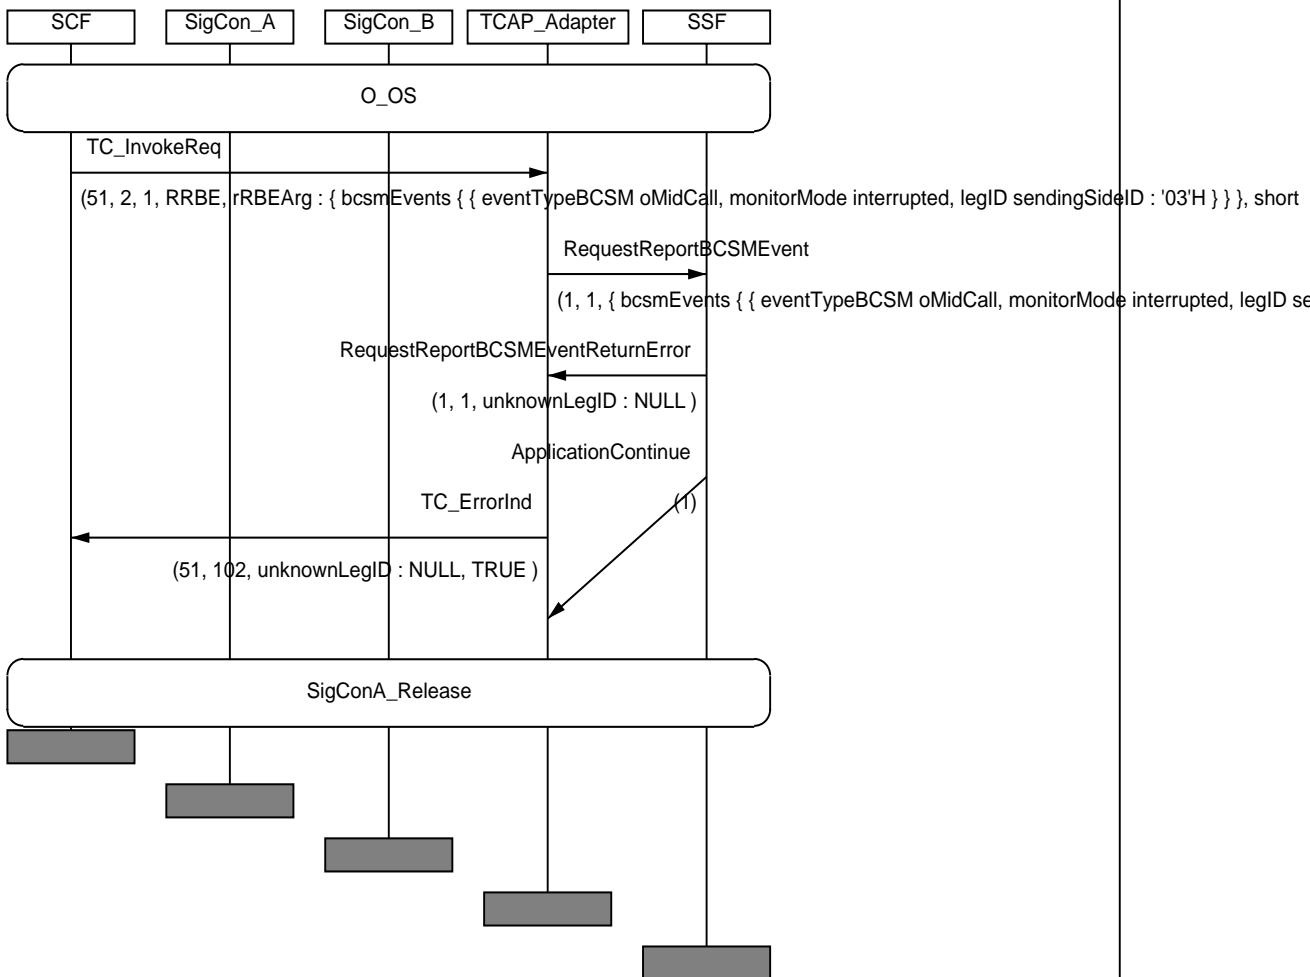 SCF SigCon_A SigCon_B TCAP_Adapter SSF
O_OS
TC_InvokeReq
(51, 2, 1, RRBE, rRBEArg : { bcsmEvents { { eventTypeBCSM oMidCall, monitorMode interrupted, legID sendingSideID : '03'H } } }, short
RequestReportBCSMEvent
(1, 1, { bcsmEvents { { eventTypeBCSM oMidCall, monitorMode interrupted, legID se
RequestReportBCSMEventReturnError
(1, 1, unknownLegID : NULL )
ApplicationContinue
TC_ErrorInd
(1)
(51, 102, unknownLegID : NULL, TRUE )
SigConA_Release